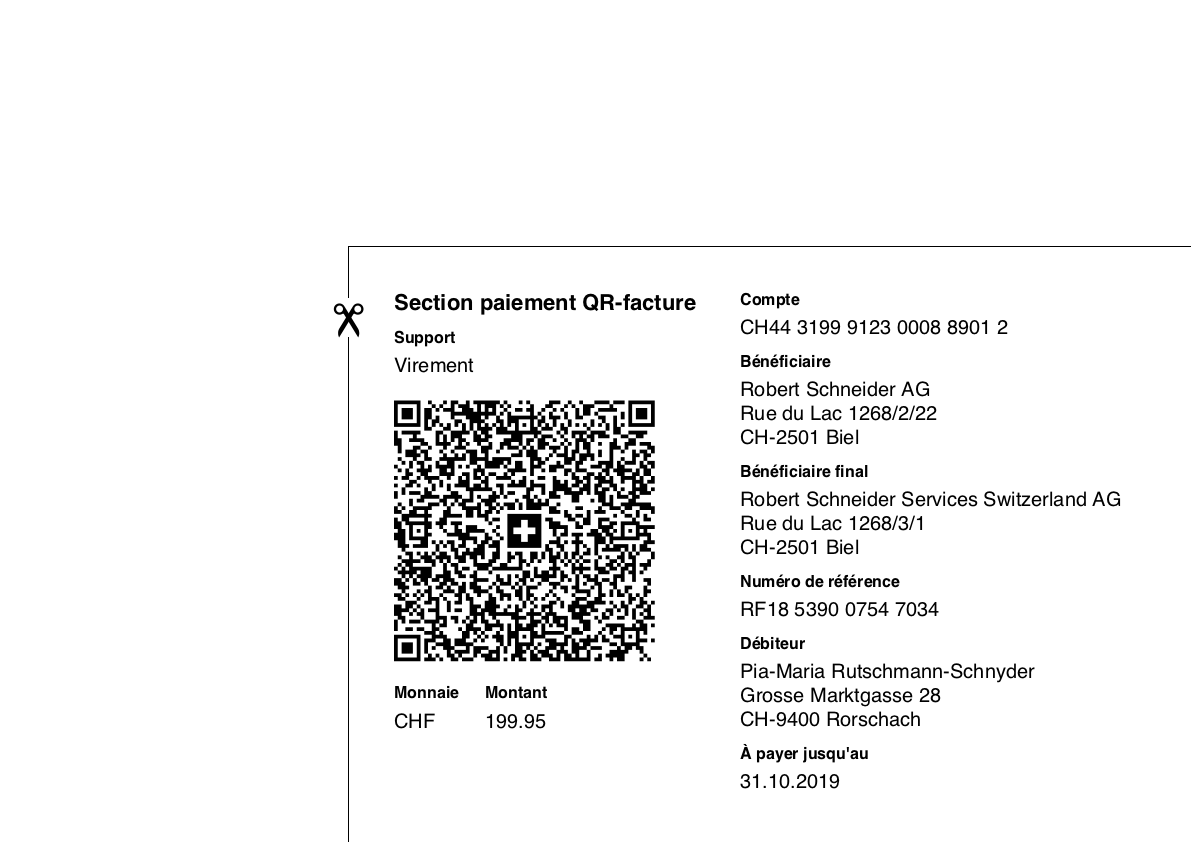 Section paiement QR-facture
Support
Virement
Monnaie Montant
CHF 199.95
Compte
CH44 3199 9123 0008 8901 2
Bénéficiaire
Robert Schneider AG
Rue du Lac 1268/2/22
CH-2501 Biel
Bénéficiaire final
Robert Schneider Services Switzerland AG
Rue du Lac 1268/3/1
CH-2501 Biel
Numéro de référence
RF18 5390 0754 7034
Débiteur
Pia-Maria Rutschmann-Schnyder
Grosse Marktgasse 28
CH-9400 Rorschach
À payer jusqu'au
31.10.2019